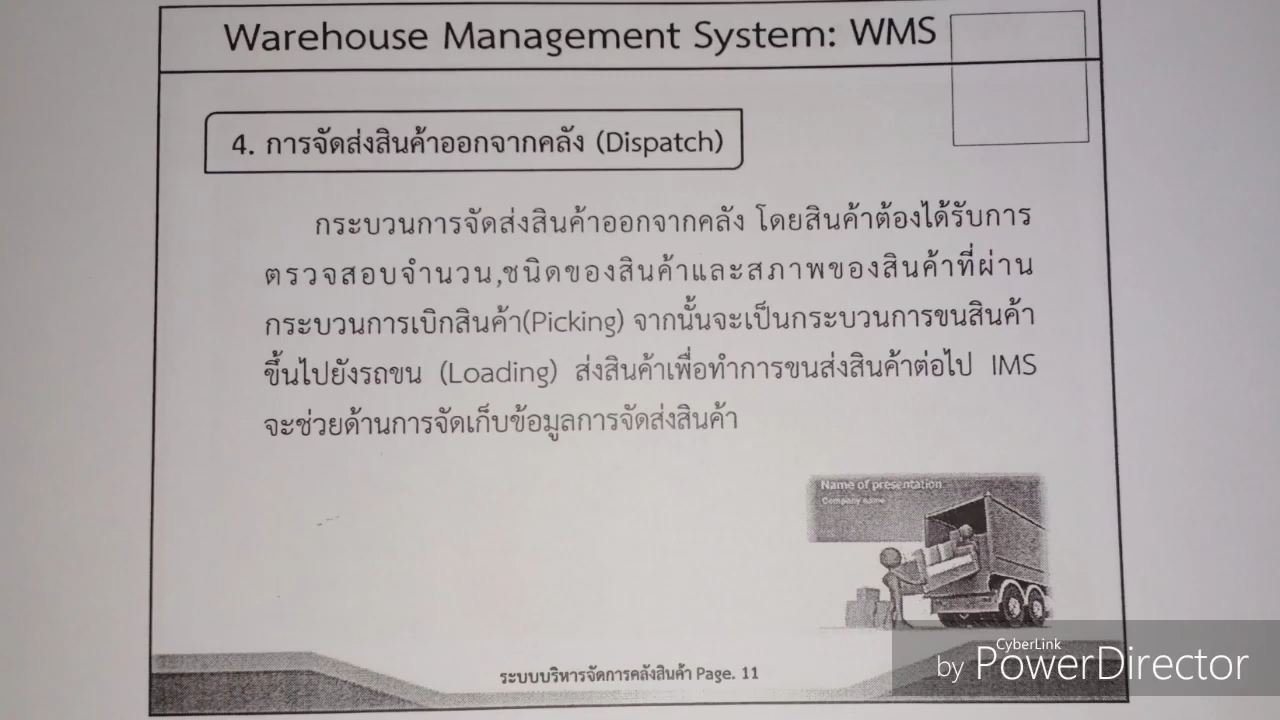 Warehouse Management System: WMS
4. การจัดส่งสินค้าออกจากคลัง (Dispatch)
กระบวนการจัดส่งสินค้าออกจากคลัง โดยสินค้าต้องได้รับการ
ตรวจสอบจำนวน,ชนิดของสินค้าและสภาพของสินค้าที่ผ่าน
กระบวนการเบิกสินค้า(Picking) จากนั้นจะเป็นกระบวนการขนสินค้า
ขึ้นไปยังรถขน (Loading) ส่งสินค้าเพื่อทำการขนส่งสินค้าต่อไป IMS
จะช่วยด้านการจัดเก็บข้อมูลการจัดส่งสินค้า
Name of presentation
Company name
ระบบบริหารจัดการคลังสินค้า Page. 11
CyberLink
by PowerDirector